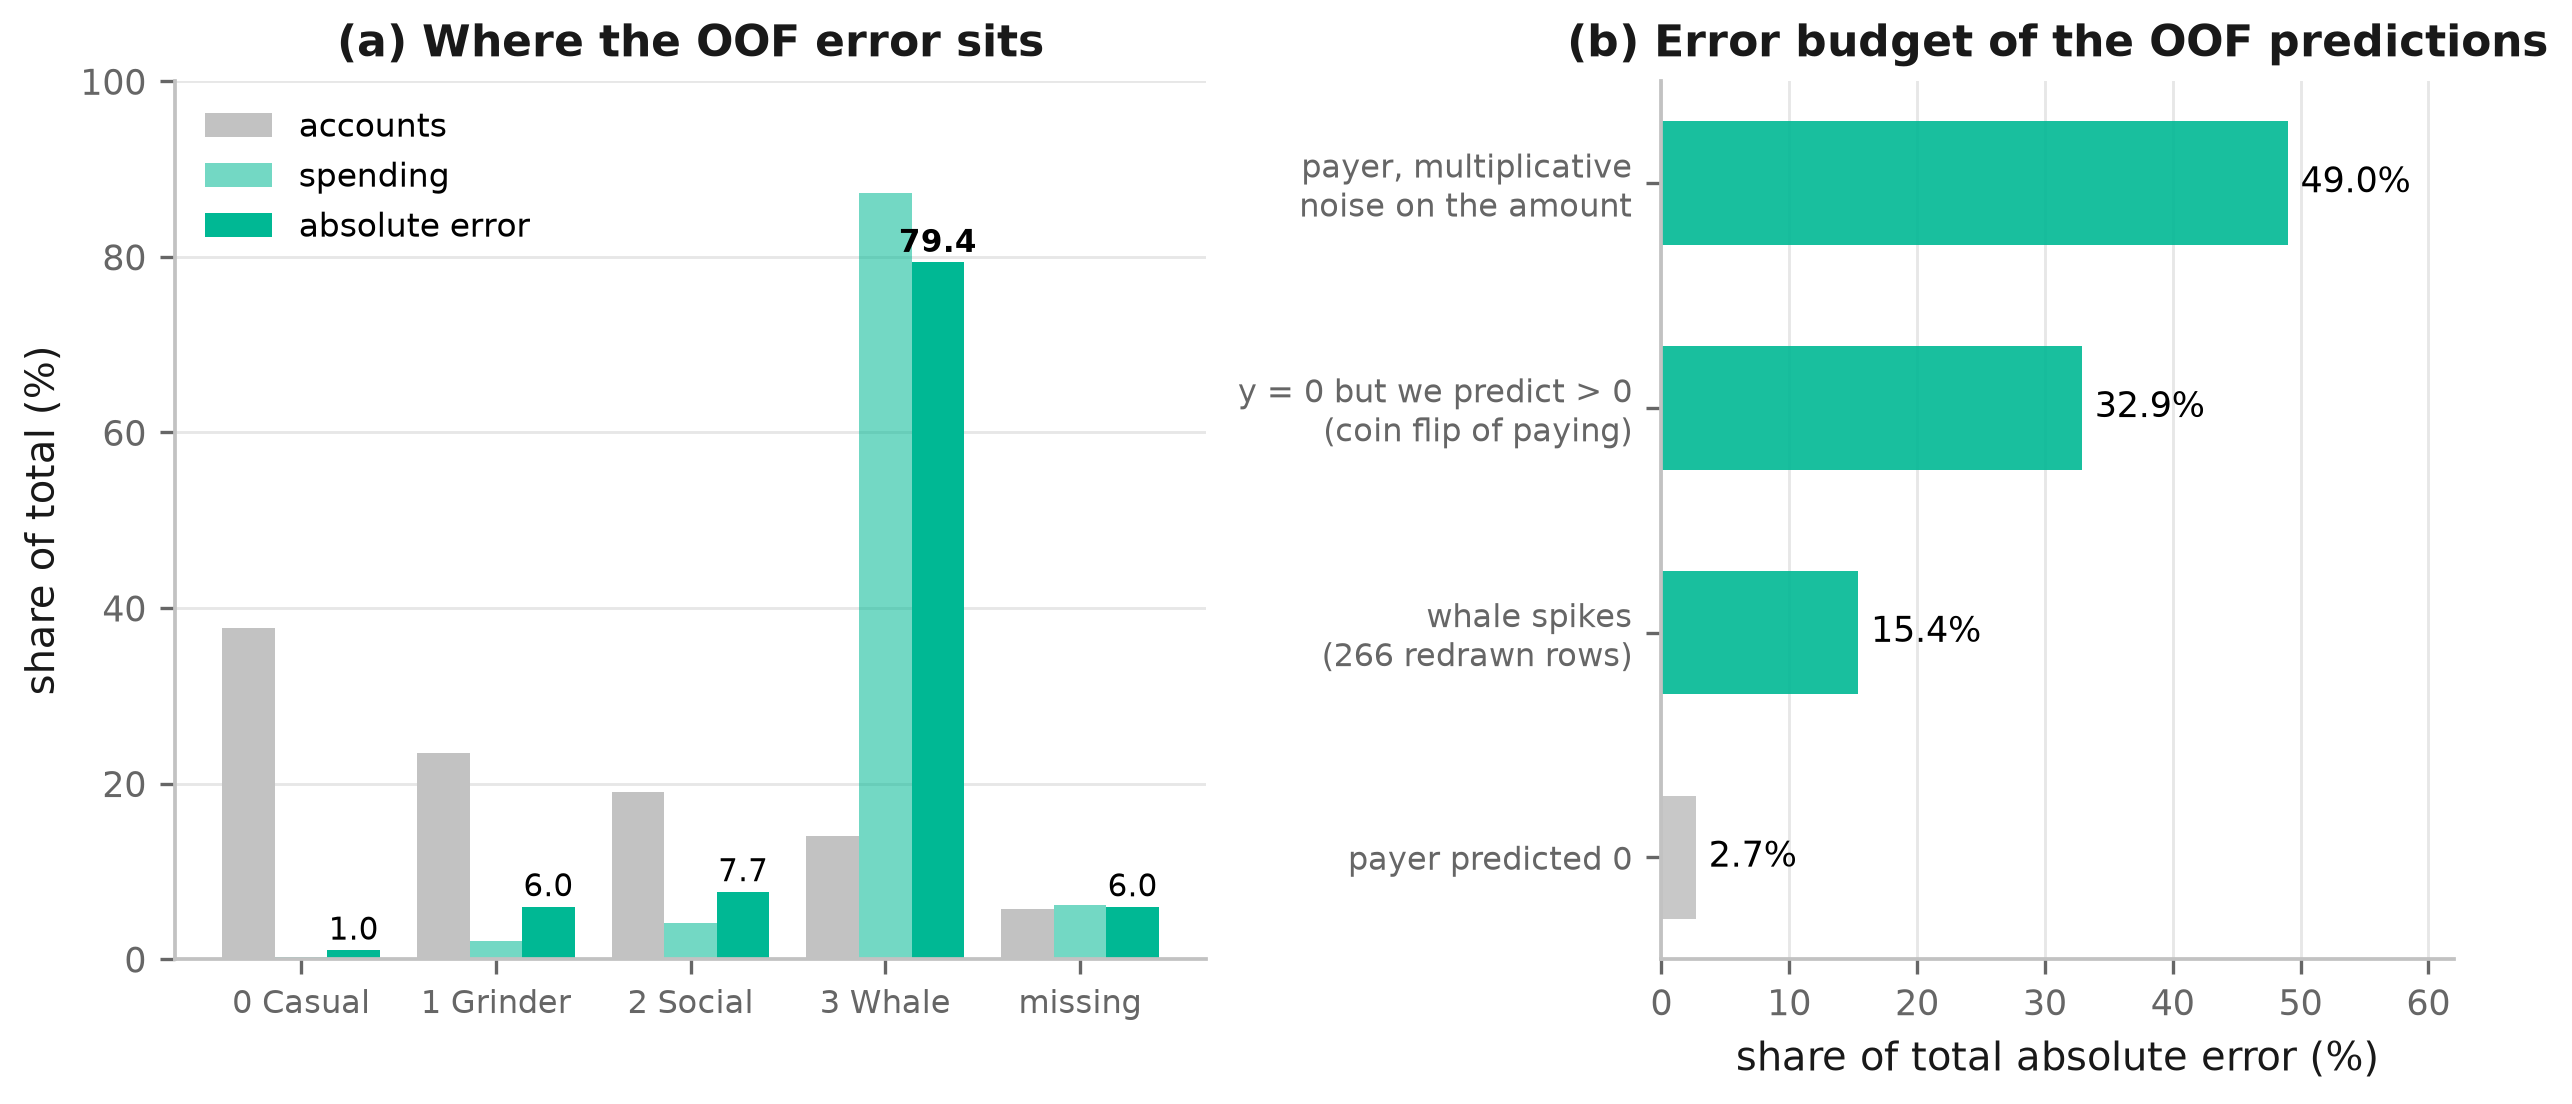 (a) Where the OOF error sits
100
80
60
40
20
0
share of total (%)
accounts
spending
absolute error
1.0
6.0
7.7
79.4
6.0
0 Casual
1 Grinder
2 Social
3 Whale
missing
(b) Error budget of the OOF predictions
payer, multiplicative
noise on the amount
49.0%
y = 0 but we predict > 0
(coin flip of paying)
32.9%
whale spikes
(266 redrawn rows)
15.4%
payer predicted 0
2.7%
0
10
20
30
40
50
60
share of total absolute error (%)